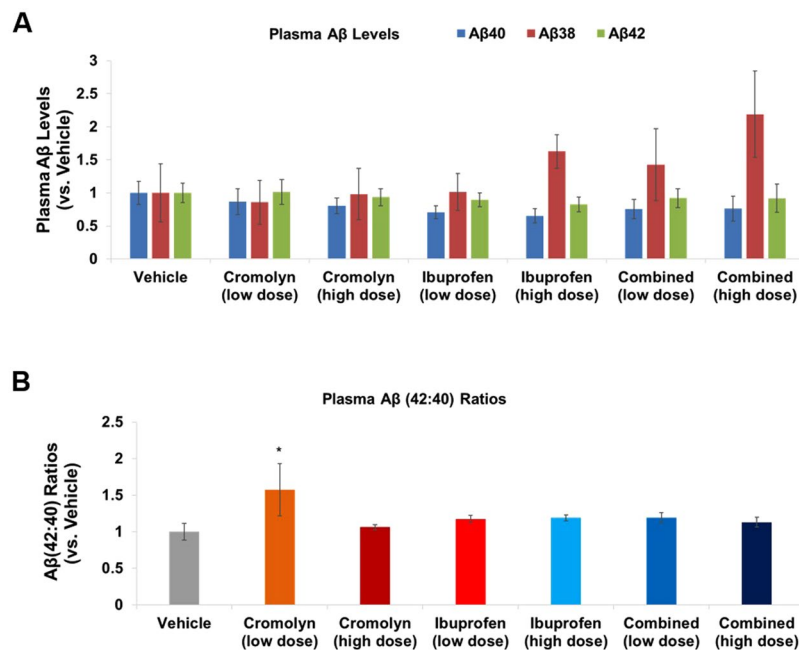 A
Plasma Aβ Levels
Aβ40 Aβ38 Aβ42
Plasma Aβ Levels
(vs. Vehicle)
3
2.5
2
1.5
1
0.5
0
Vehicle Cromolyn Cromolyn Ibuprofen Ibuprofen Combined Combined
(low dose) (high dose) (low dose) (high dose) (low dose) (high dose)
B
Plasma Aβ (42:40) Ratios
Aβ(42:40) Ratios
(vs. Vehicle)
2.5
2
1.5
1
0.5
0
*
Vehicle Cromolyn Cromolyn Ibuprofen Ibuprofen Combined Combined
(low dose) (high dose) (low dose) (high dose) (low dose) (high dose)